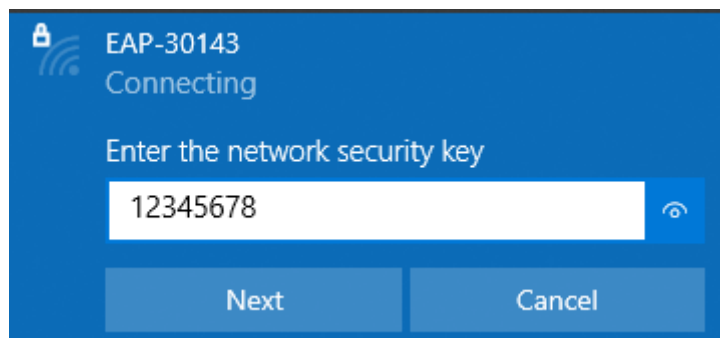 EAP-30143
Connecting
Enter the network security key
12345678
Next
Cancel